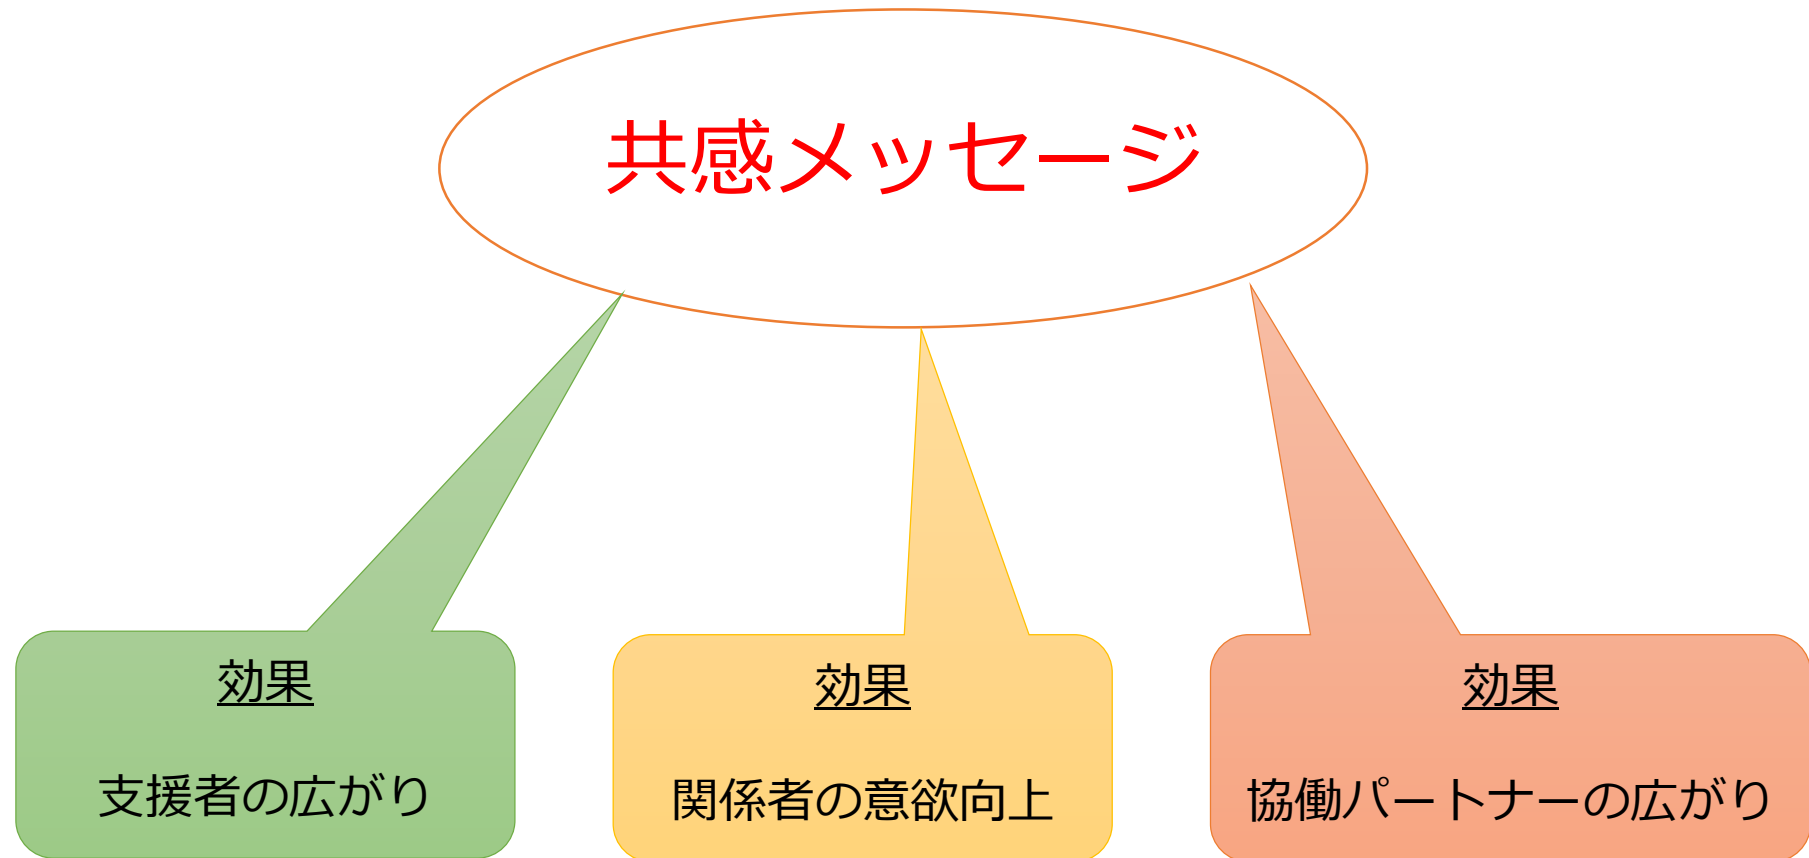 共感メッセージ
効果
支援者の広がり
効果
関係者の意欲向上
効果
協働パートナーの広がり